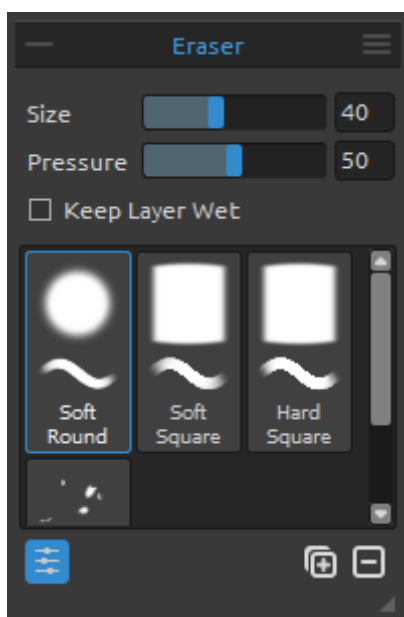 Eraser
Size 40
Pressure 50
Keep Layer Wet
Soft Round
Soft Square
Hard Square